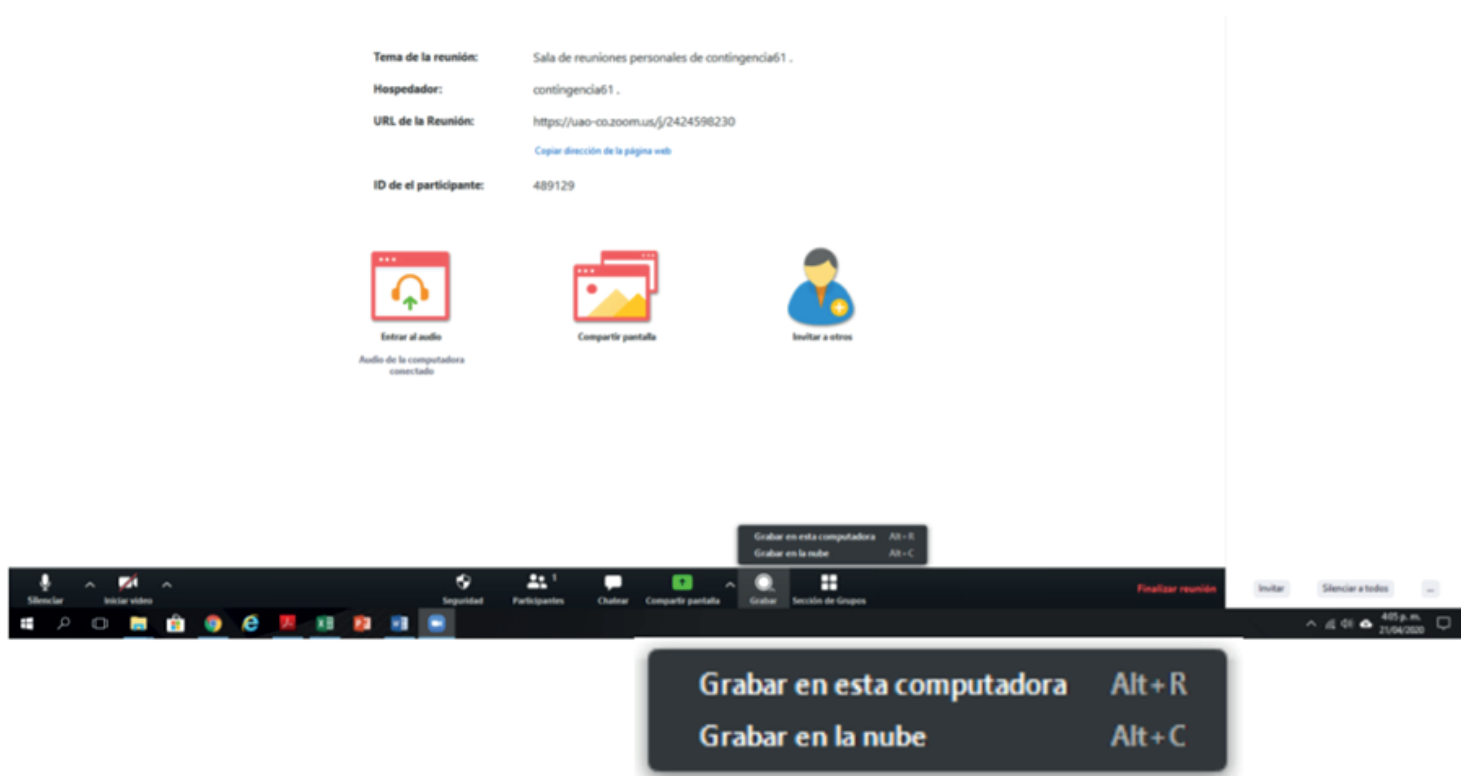 Tema de la reunión: Sala de reuniones personales de contingencia61 .
Hospedador: contingencia61 .
URL de la Reunión: https://uao-co.zoom.us/j/2424598230
Copiar dirección de la página web
ID de el participante: 489129
Entrar al audio
Compartir pantalla
Invitar a otros
Audio de la computadora
conectado
Grabar en esta computadora Alt+R
Grabar en la nube Alt+C
Silenciar
Iniciar video
Seguridad
Participantes
1
Chatear
Compartir pantalla
Grabar
Sección de Grupos
Finalizar reunión
Invitar
Silenciar a todos
...
4:05 p. m.
21/04/2020
Grabar en esta computadora Alt+R
Grabar en la nube Alt+C